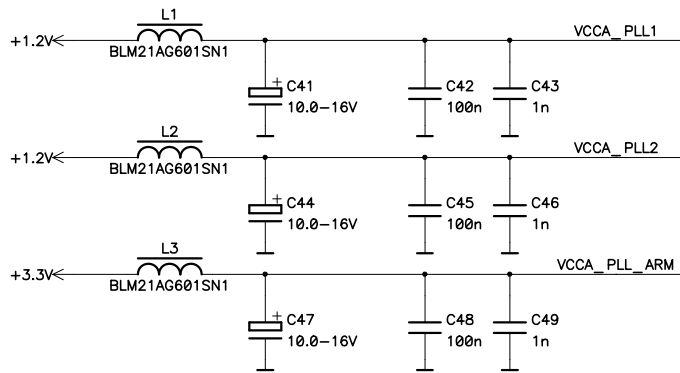 L1
VCCA_PLL1
+1.2V
BLM21AG601SN1
+ C41 C42 C43
10.0-16V 100n 1n
L2
VCCA_PLL2
+1.2V
BLM21AG601SN1
+ C44 C45 C46
10.0-16V 100n 1n
L3
VCCA_PLL_ARM
+3.3V
BLM21AG601SN1
+ C47 C48 C49
10.0-16V 100n 1n